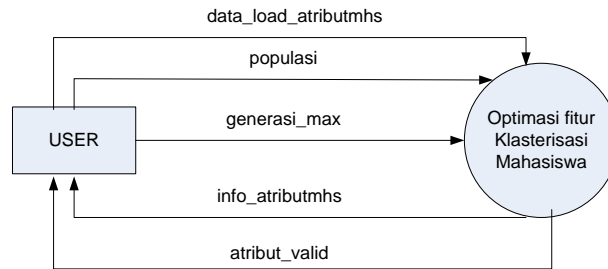 data_load_atributmhs
populasi
generasi_max
USER
Optimasi fitur
Klasterisasi
Mahasiswa
info_atributmhs
atribut_valid